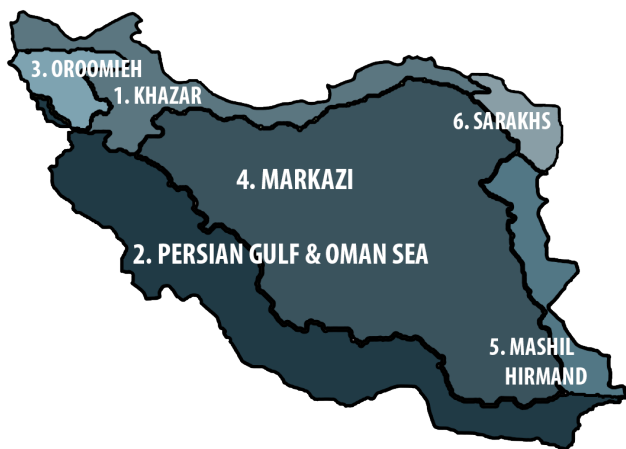 3. OROOMIEH
1. KHAZAR
6. SARAKHS
4. MARKAZI
2. PERSIAN GULF & OMAN SEA
5. MASHIL
HIRMAND